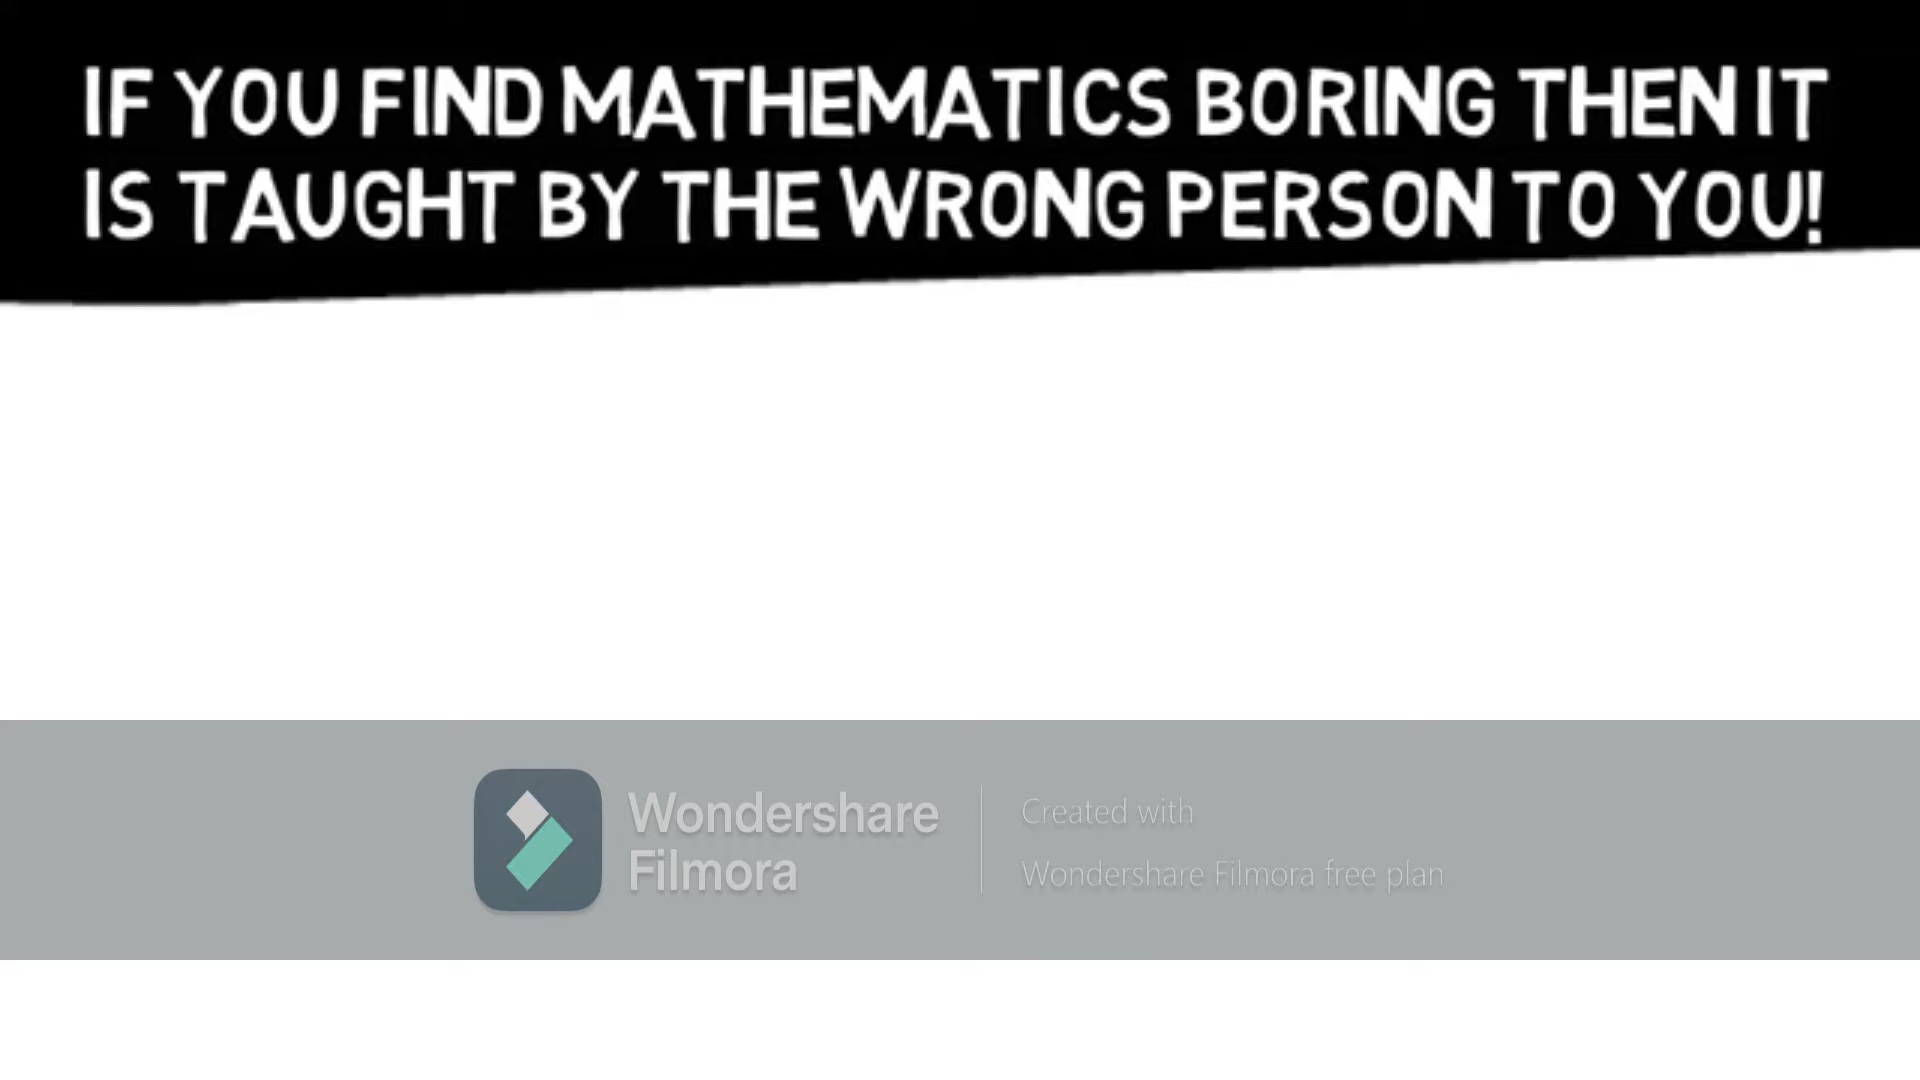 IF YOU FIND MATHEMATICS BORING THEN IT
IS TAUGHT BY THE WRONG PERSON TO YOU!
Wondershare
Filmora
Created with
Wondershare Filmora free plan